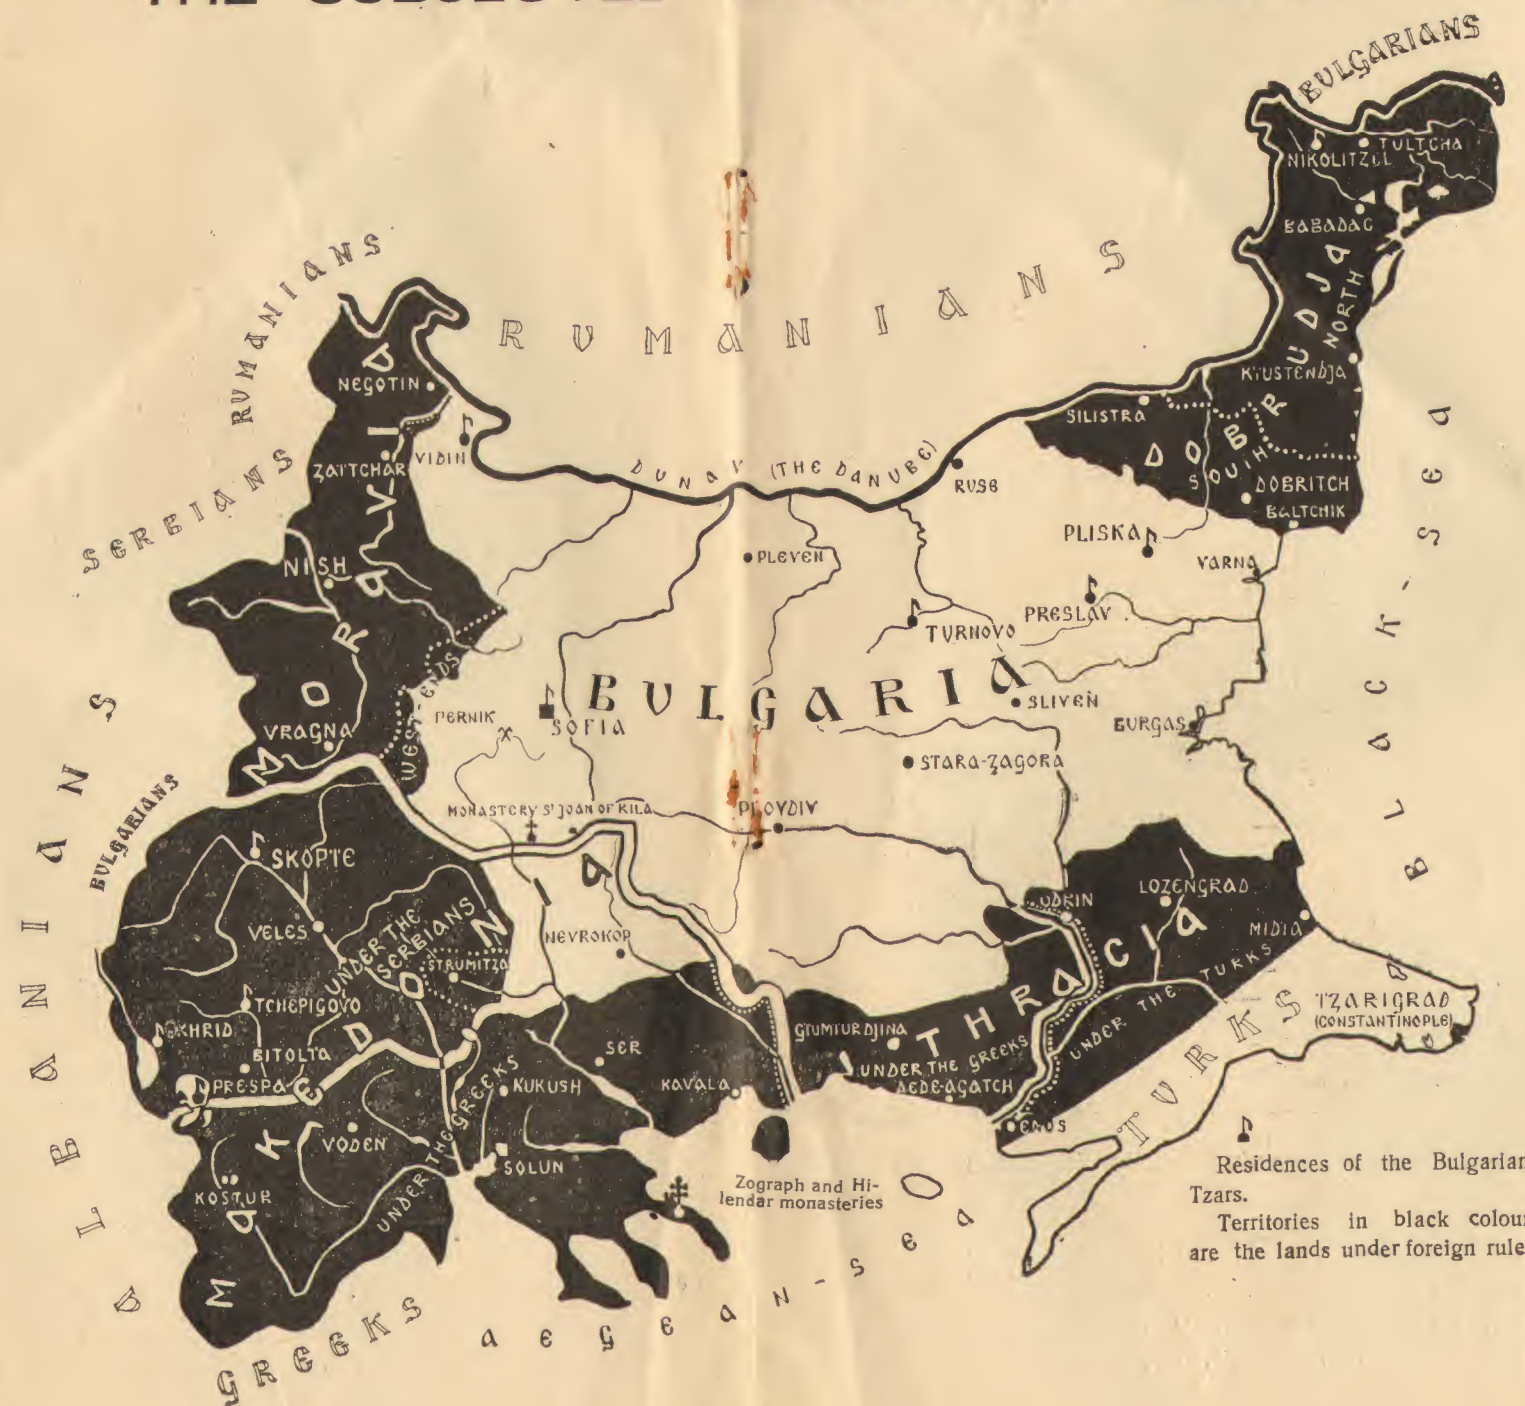 THE
BULGARIANS
NIKOLITZEL
TULTCHA
BABADAG
DOBRUDJA
NORTH
SOUTH
KIUSTENDJA
SILISTRA
DOBRITCH
BALTCHIK
RUMANIANS
RUMANIANS
SERBIANS
NEGOTIN
ZAITCHAR
VIDIN
DUNAV (THE DANUBE)
RUSE
PLEVEN
PLISKA
VARNA
PRESLAV
TURNOVO
NISH
MORAVIA
WEST-ENDS
VRAGNA
PERNIK
SOFIA
BULGARIA
SLIVEN
BURGAS
STARA-ZAGORA
BLACK-SEA
MONASTERY ST JOAN OF RILA
PLOVDIV
BULGARIANS
ALBANIANS
SKOPIE
VELES
UNDER THE
SERBIANS
STRUMITZA
NEVROKOP
TCHEPIGOVO
OKHRID
BITOLIA
PRESPA
MAKEDONIA
UNDER THE GREEKS
KUKUSH
SER
KAVALA
VODEN
KOSTUR
SOLUN
ODRIN
LOZENGRAD
MIDIA
THRACIA
GIUMIURDJINA
UNDER THE GREEKS
DEDE-AGATCH
UNDER THE TURKS
ENOS
TURKS
TZARIGRAD
(CONSTANTINOPLE)
Zograph and Hi-
lendar monasteries
GREEKS
AEGEAN-SEA
Residences of the Bulgarian
Tzars.
Territories in black colour
are the lands under foreign rule